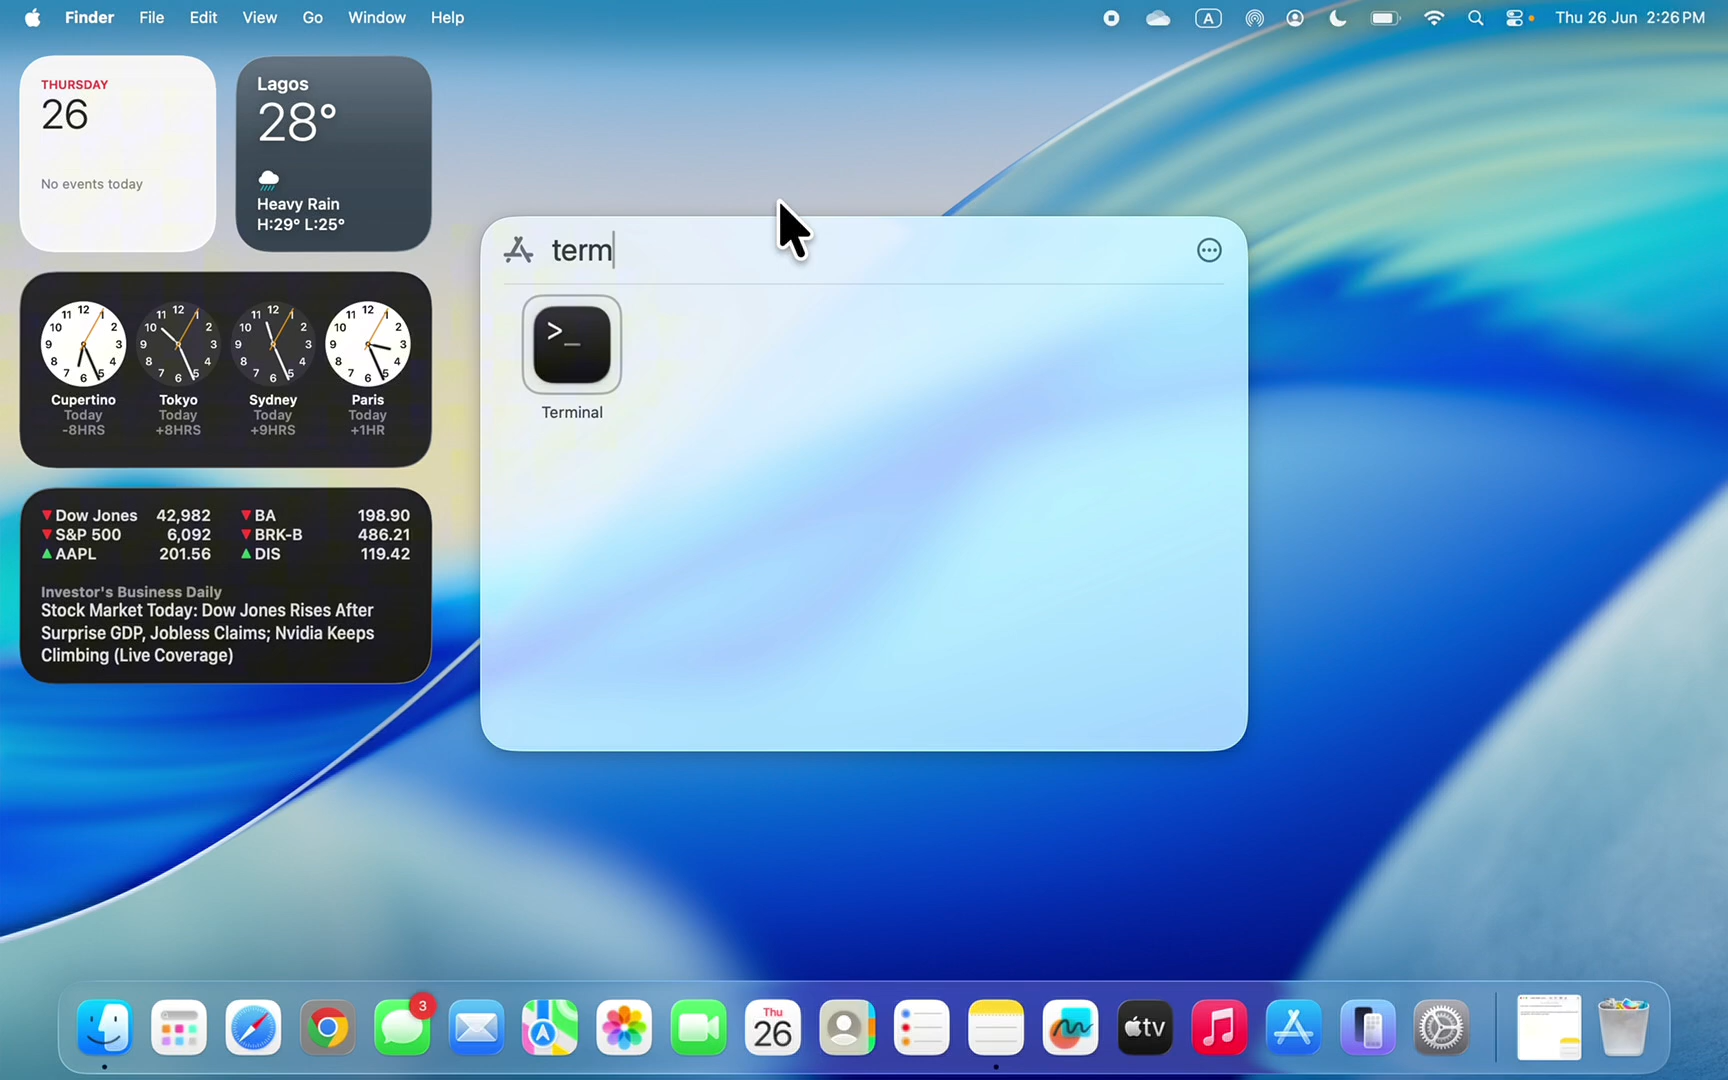 Finder File Edit View Go Window Help
A
Thu 26 Jun 2:26 PM
THURSDAY
26
No events today
Lagos
28°
Heavy Rain
H:29° L:25°
term
Terminal
Cupertino
Today
-8HRS
Tokyo
Today
+8HRS
Sydney
Today
+9HRS
Paris
Today
+1HR
Dow Jones 42,982 BA 198.90
S&P 500 6,092 BRK-B 486.21
AAPL 201.56 DIS 119.42
Investor's Business Daily
Stock Market Today: Dow Jones Rises After
Surprise GDP, Jobless Claims; Nvidia Keeps
Climbing (Live Coverage)
3
Thu
26
tv